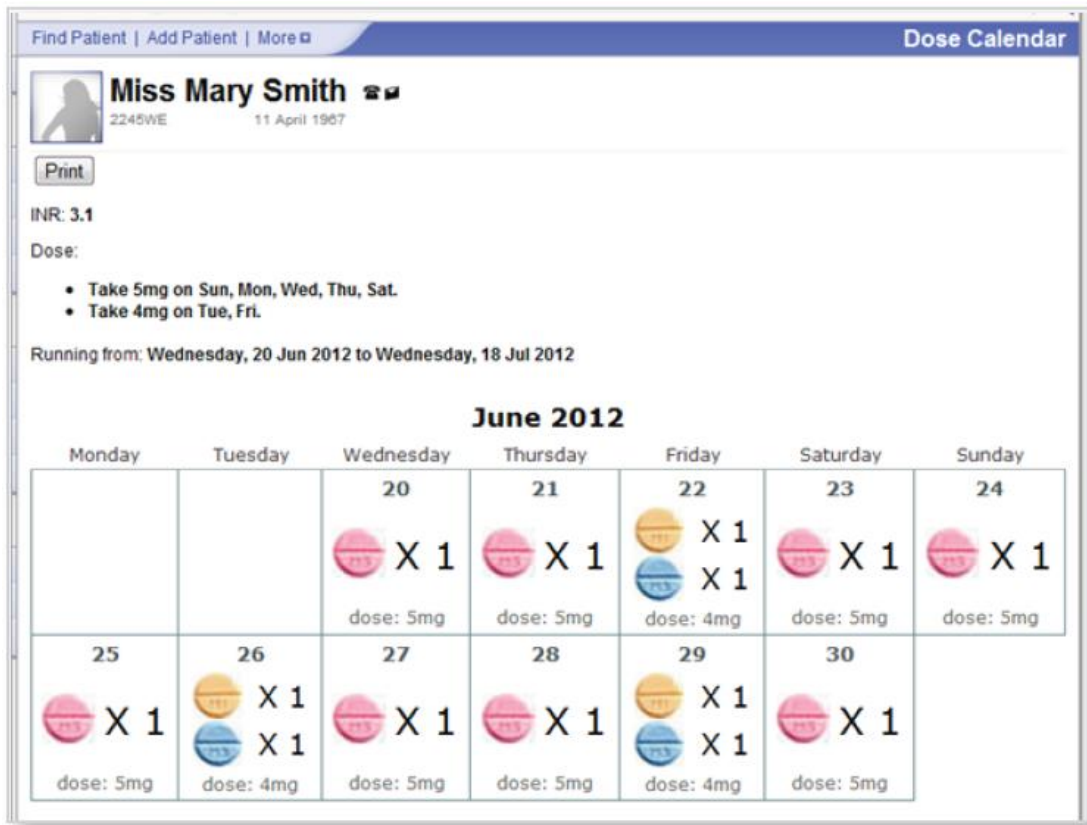 Find Patient | Add Patient | More
Dose Calendar
Miss Mary Smith
2245WE 11 April 1967
Print
INR: 3.1
Dose:
• Take 5mg on Sun, Mon, Wed, Thu, Sat.
• Take 4mg on Tue, Fri.
Running from: Wednesday, 20 Jun 2012 to Wednesday, 18 Jul 2012
June 2012
Monday Tuesday Wednesday Thursday Friday Saturday Sunday
20 21 22 23 24
X 1 X 1 X 1 X 1 X 1
X 1
dose: 5mg dose: 5mg dose: 4mg dose: 5mg dose: 5mg
25 26 27 28 29 30
X 1 X 1 X 1 X 1 X 1 X 1
X 1 X 1
dose: 5mg dose: 4mg dose: 5mg dose: 5mg dose: 4mg dose: 5mg